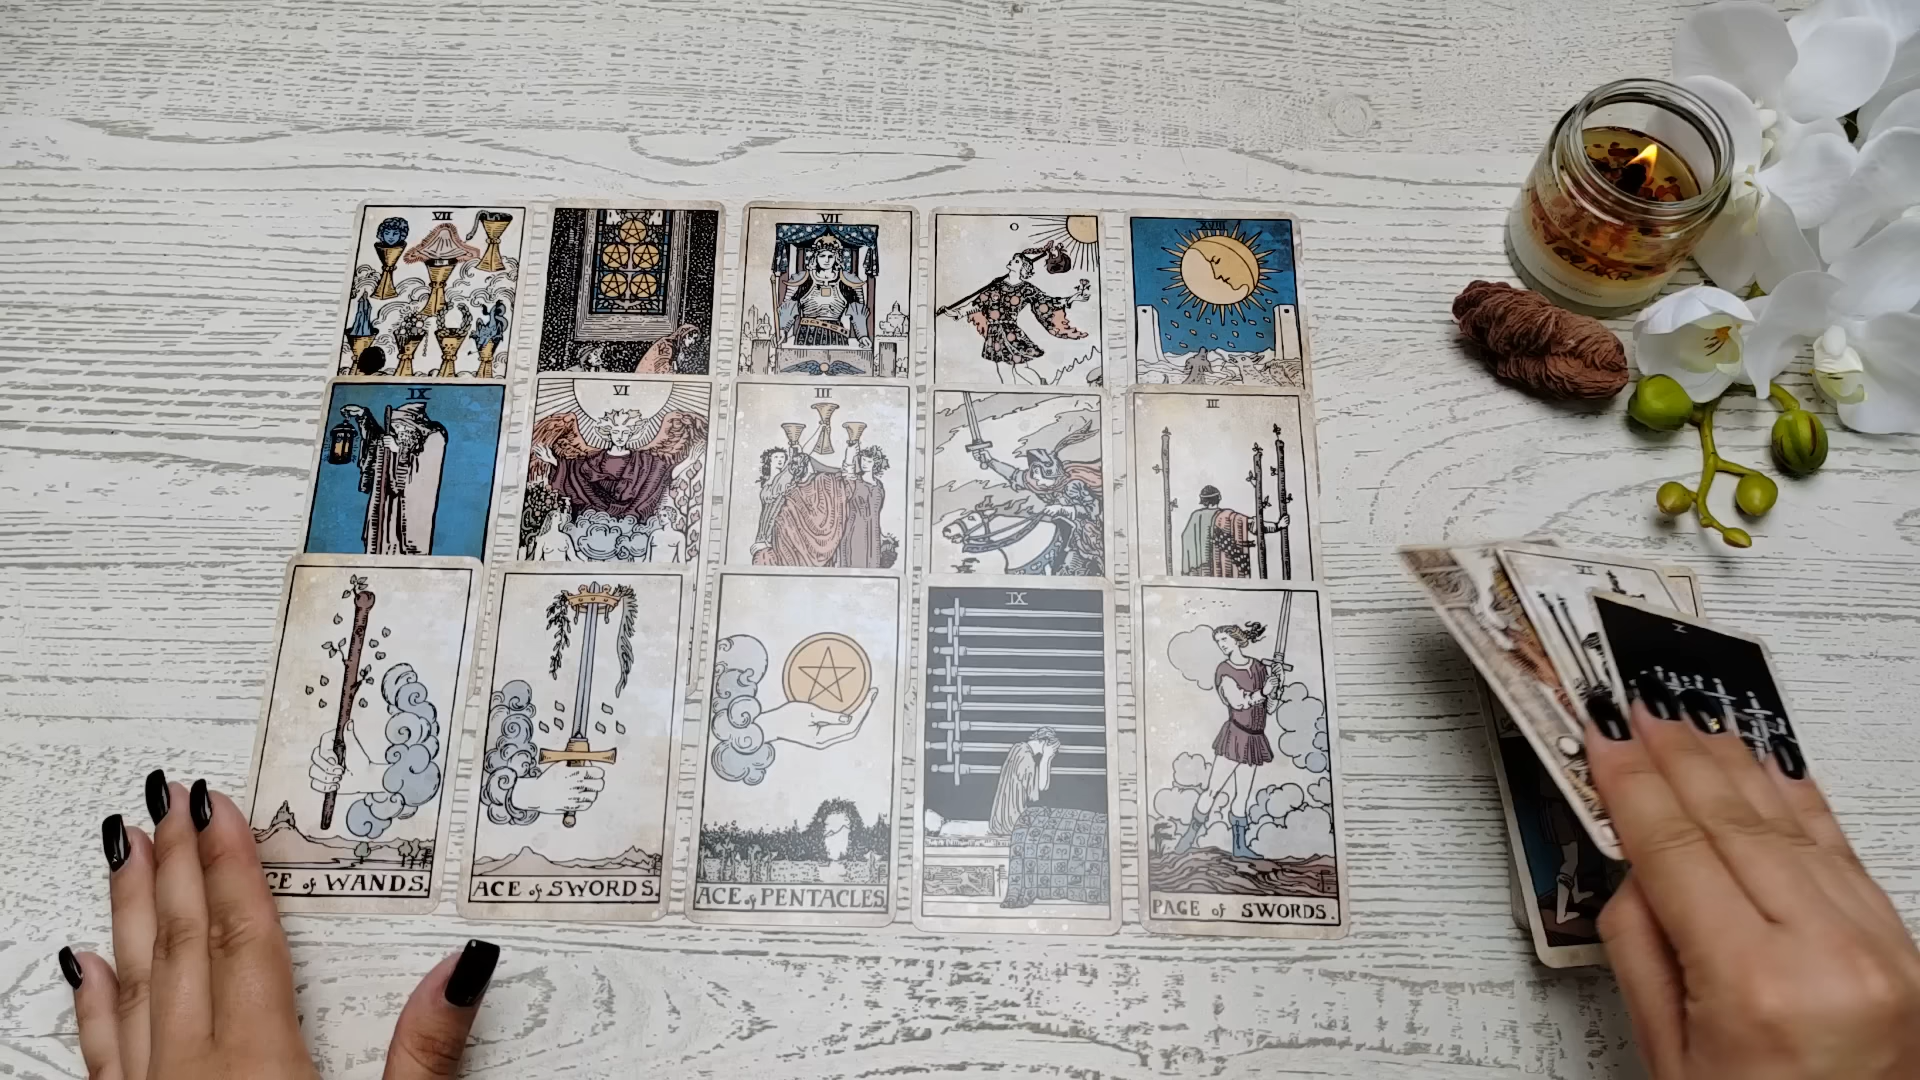 VII
VII
O
XVIII
IX
VI
III
III
CE of WANDS.
ACE of SWORDS.
ACE of PENTACLES
IX
PAGE of SWORDS.
VI
X